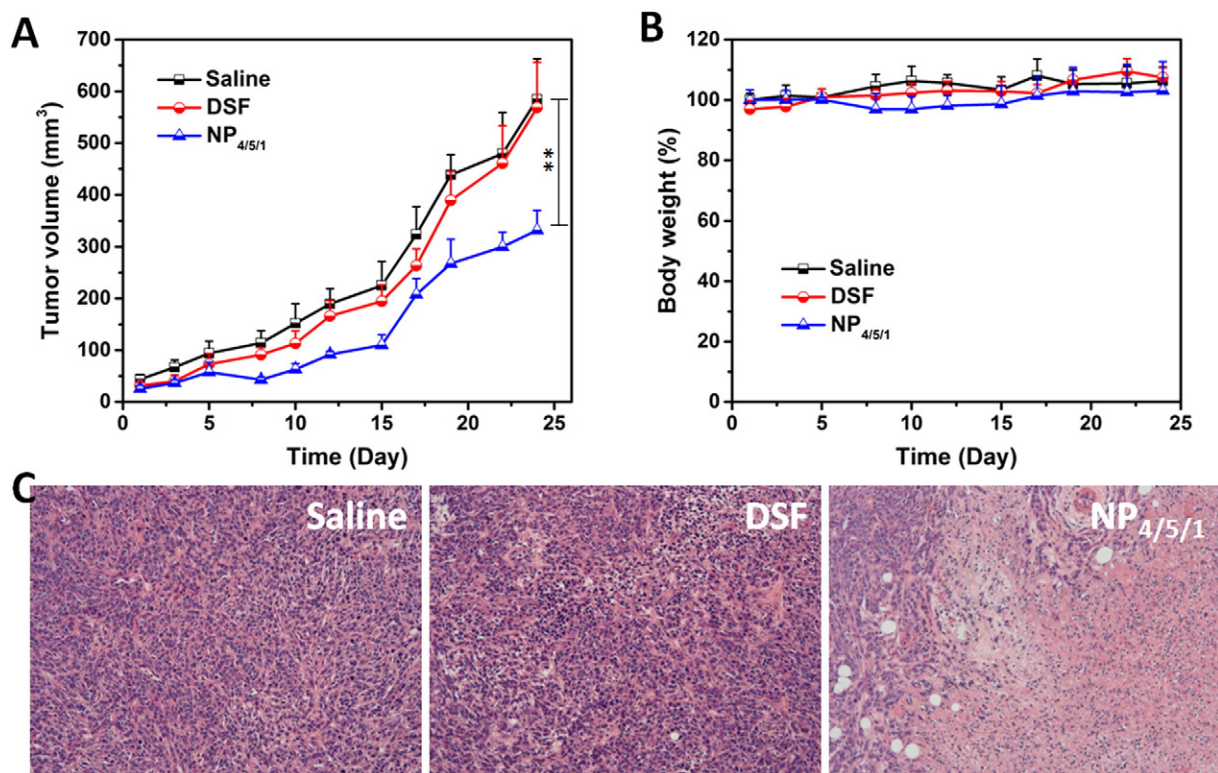 A
B
Tumor volume (mm³)
700
600
500
400
300
200
100
0
Saline
DSF
NP4/5/1
**
0 5 10 15 20 25
Time (Day)
Body weight (%)
120
100
80
60
40
20
0
Saline
DSF
NP4/5/1
0 5 10 15 20 25
Time (Day)
C
Saline
DSF
NP4/5/1